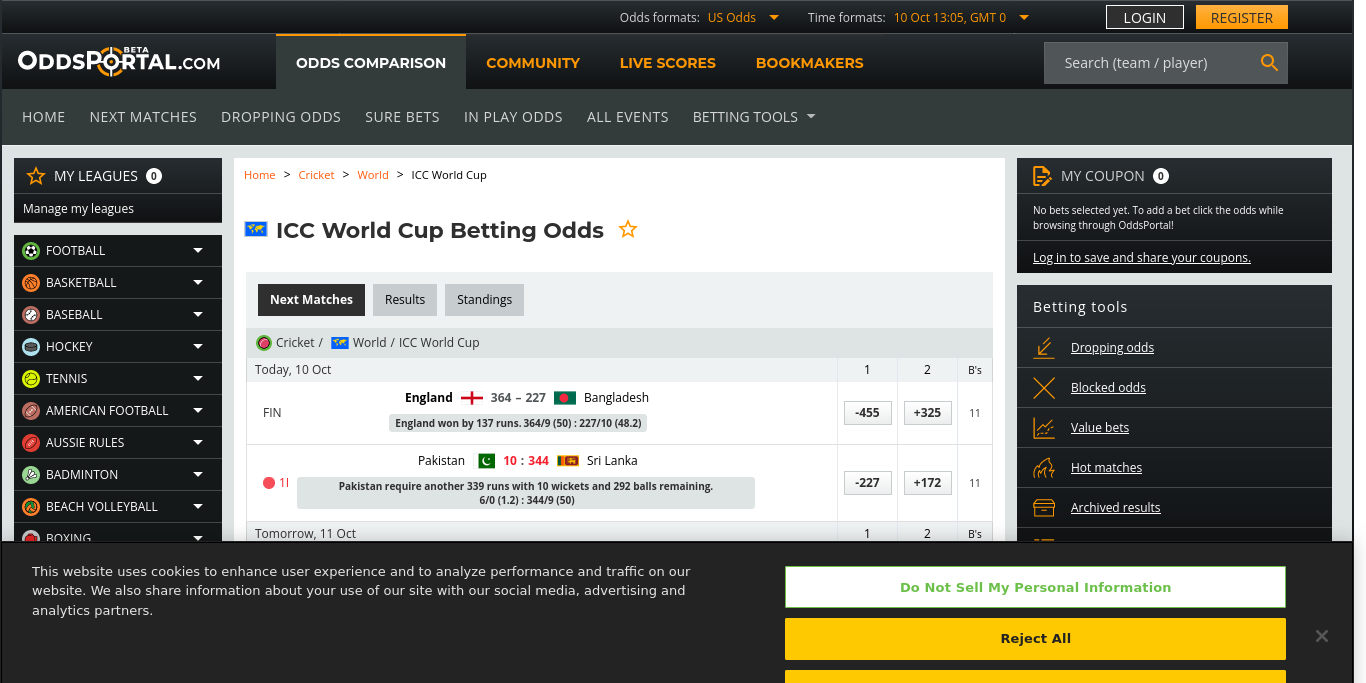 Odds formats: US Odds Time formats: 10 Oct 13:05, GMT 0 LOGIN REGISTER
ODDSPORTAL.COM BETA
ODDS COMPARISON COMMUNITY LIVE SCORES BOOKMAKERS Search (team / player)
HOME NEXT MATCHES DROPPING ODDS SURE BETS IN PLAY ODDS ALL EVENTS BETTING TOOLS
MY LEAGUES 0
Manage my leagues
FOOTBALL
BASKETBALL
BASEBALL
HOCKEY
TENNIS
AMERICAN FOOTBALL
AUSSIE RULES
BADMINTON
BEACH VOLLEYBALL
BOXING
Home > Cricket > World > ICC World Cup
ICC World Cup Betting Odds
Next Matches Results Standings
Cricket / World / ICC World Cup
Today, 10 Oct 1 2 B's
England 364 – 227 Bangladesh
FIN -455 +325 11
England won by 137 runs. 364/9 (50) : 227/10 (48.2)
Pakistan 10 : 344 Sri Lanka
1I -227 +172 11
Pakistan require another 339 runs with 10 wickets and 292 balls remaining.
6/0 (1.2) : 344/9 (50)
Tomorrow, 11 Oct 1 2 B's
MY COUPON 0
No bets selected yet. To add a bet click the odds while
browsing through OddsPortal!
Log in to save and share your coupons.
Betting tools
Dropping odds
Blocked odds
Value bets
Hot matches
Archived results
This website uses cookies to enhance user experience and to analyze performance and traffic on our
website. We also share information about your use of our site with our social media, advertising and
analytics partners.
Do Not Sell My Personal Information
Reject All